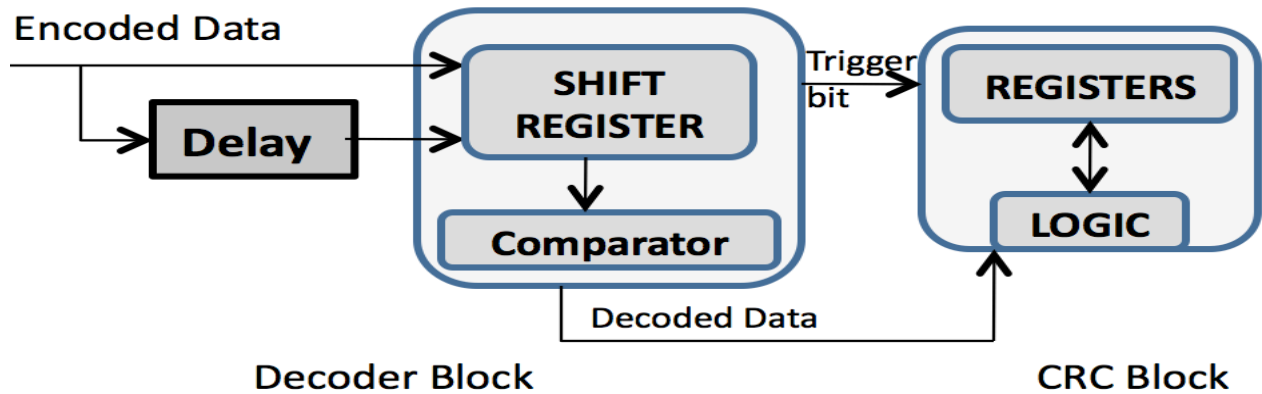 Encoded Data
Delay
SHIFT
REGISTER
Comparator
Trigger
bit
REGISTERS
LOGIC
Decoded Data
Decoder Block
CRC Block